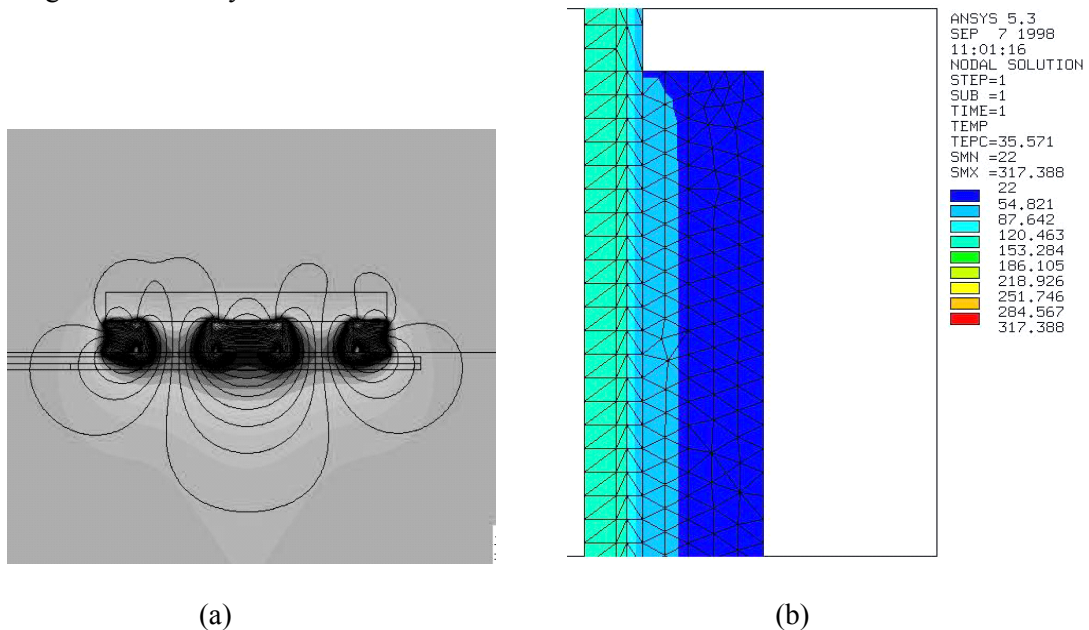 ANSYS 5.3
SEP 7 1998
11:01:16
NODAL SOLUTION
STEP=1
SUB =1
TIME=1
TEMP
TEPC=35.571
SMN =22
SMX =317.388
22
54.821
87.642
120.463
153.284
186.105
218.926
251.746
284.567
317.388
(a)
(b)